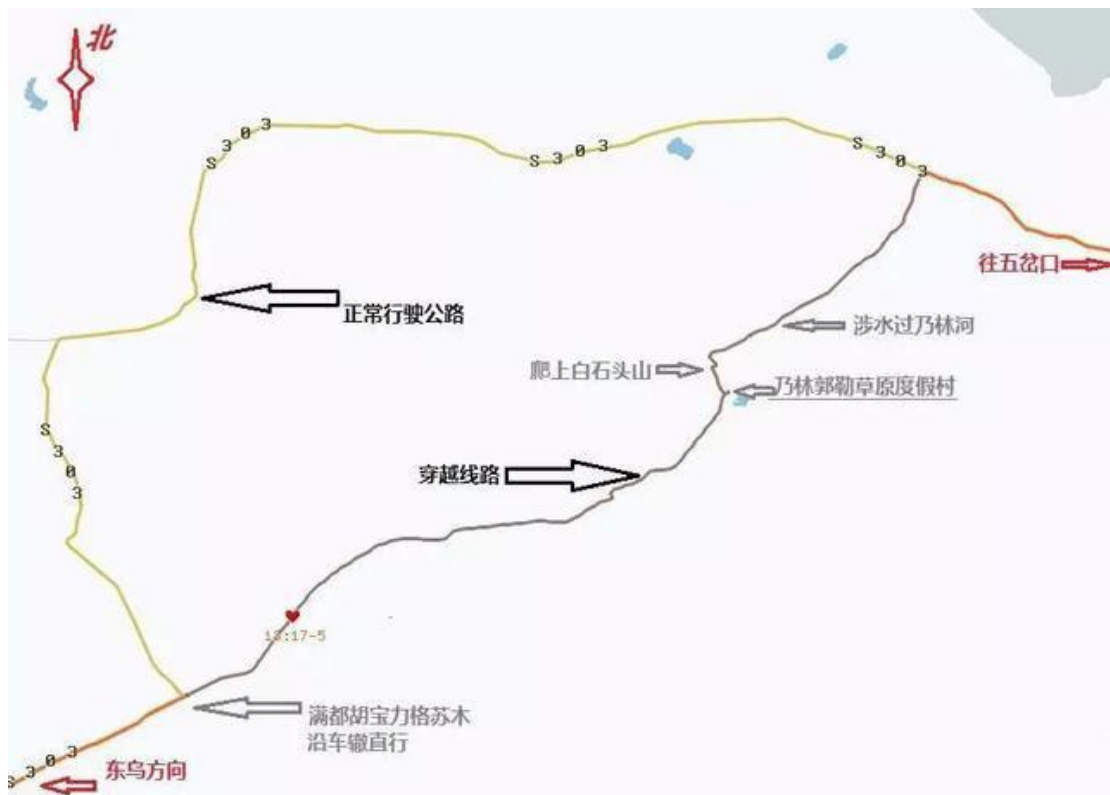 北
S303
S303
S303
往五岔口
正常行驶公路
涉水过乃林河
爬上白石头山
乃林郭勒草原度假村
S303
穿越线路
13:17-5
满都胡宝力格苏木
沿车辙直行
S303
东乌方向